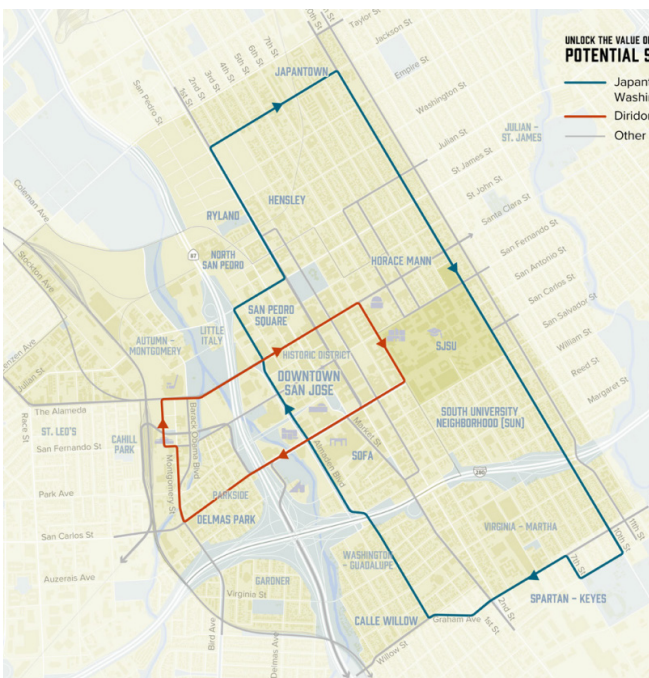 UNLOCK THE VALUE O
POTENTIAL S
Japant
Washin
Diridon
Other
Taylor St
Jackson St
Empire St
Washington St
Julian St
St James St
St John St
Santa Clara St
San Fernando St
San Antonio St
San Carlos St
San Salvador St
William St
Reed St
Margaret St
10th St
7th St
6th St
5th St
4th St
3rd St
2nd St
1st St
San Pedro St
Coleman Ave
Stockton Ave
JAPANTOWN
JULIAN –
ST. JAMES
HENSLEY
RYLAND
NORTH
SAN PEDRO
87
HORACE MANN
SAN PEDRO
SQUARE
LITTLE
ITALY
AUTUMN –
MONTGOMERY
HISTORIC DISTRICT
SJSU
DOWNTOWN
SAN JOSE
Julian St
The Alameda
Race St
ST. LEO'S
San Fernando St
CAHILL
PARK
Barack Obama Blvd
Montgomery St
Market St
Almaden Blvd
SOFA
SOUTH UNIVERSITY
NEIGHBORHOOD [SUN]
280
Park Ave
PARKSIDE
DELMAS PARK
San Carlos St
VIRGINIA – MARTHA
11th St
10th St
7th St
WASHINGTON
– GUADALUPE
Auzerais Ave
GARDNER
Virginia St
Bird Ave
Delmas Ave
SPARTAN – KEYES
2nd St
1st St
CALLE WILLOW
Graham Ave
Willow St